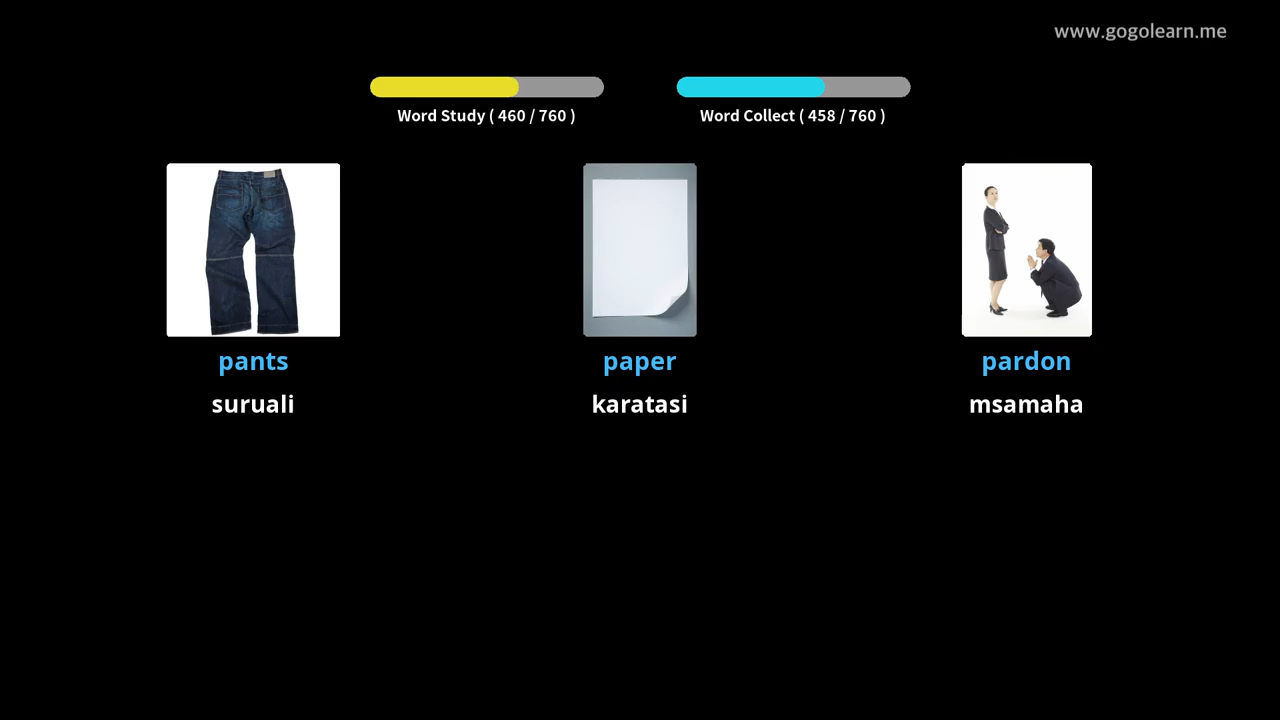 www.gogolearn.me
Word Study ( 460 / 760 )
Word Collect ( 458 / 760 )
pants
suruali
paper
karatasi
pardon
msamaha